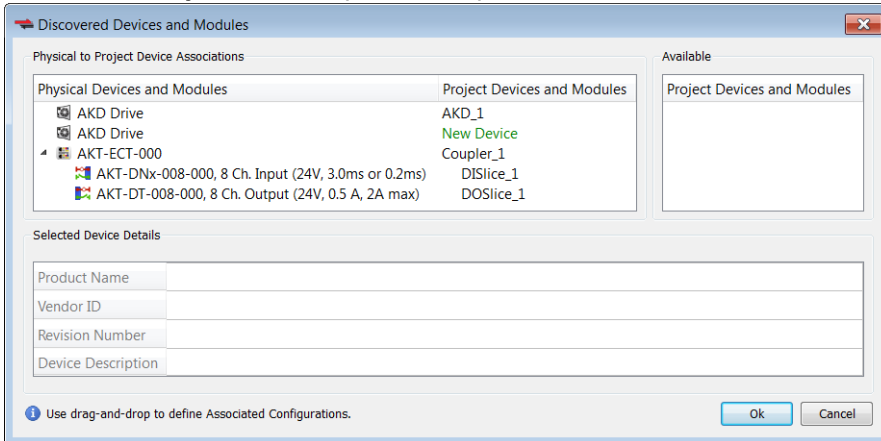 Discovered Devices and Modules
Physical to Project Device Associations
Available
Physical Devices and Modules Project Devices and Modules
Project Devices and Modules
AKD Drive AKD_1
AKD Drive New Device
AKT-ECT-000 Coupler_1
AKT-DNx-008-000, 8 Ch. Input (24V, 3.0ms or 0.2ms) DISlice_1
AKT-DT-008-000, 8 Ch. Output (24V, 0.5 A, 2A max) DOSlice_1
Selected Device Details
Product Name
Vendor ID
Revision Number
Device Description
Use drag-and-drop to define Associated Configurations.
Ok Cancel